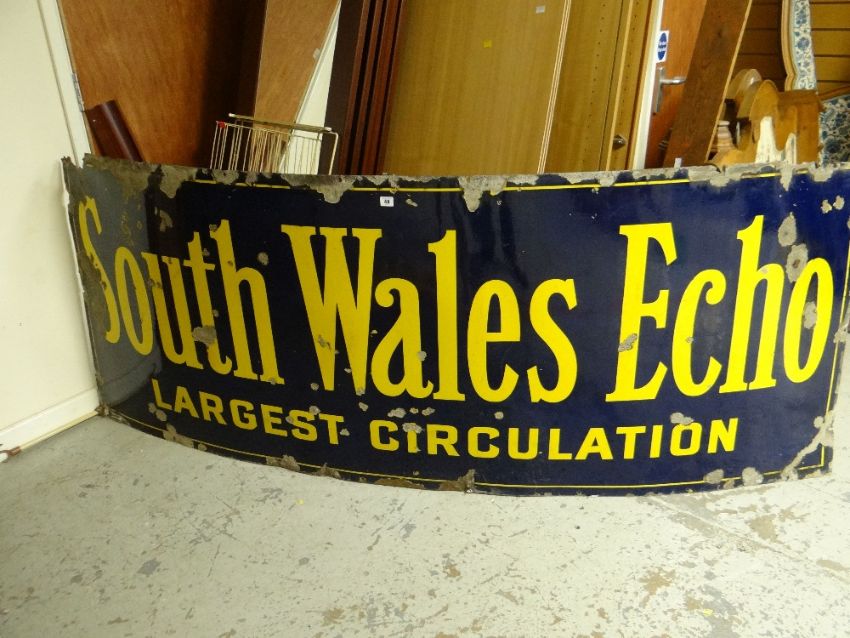 South Wales Echo
LARGEST CIRCULATION